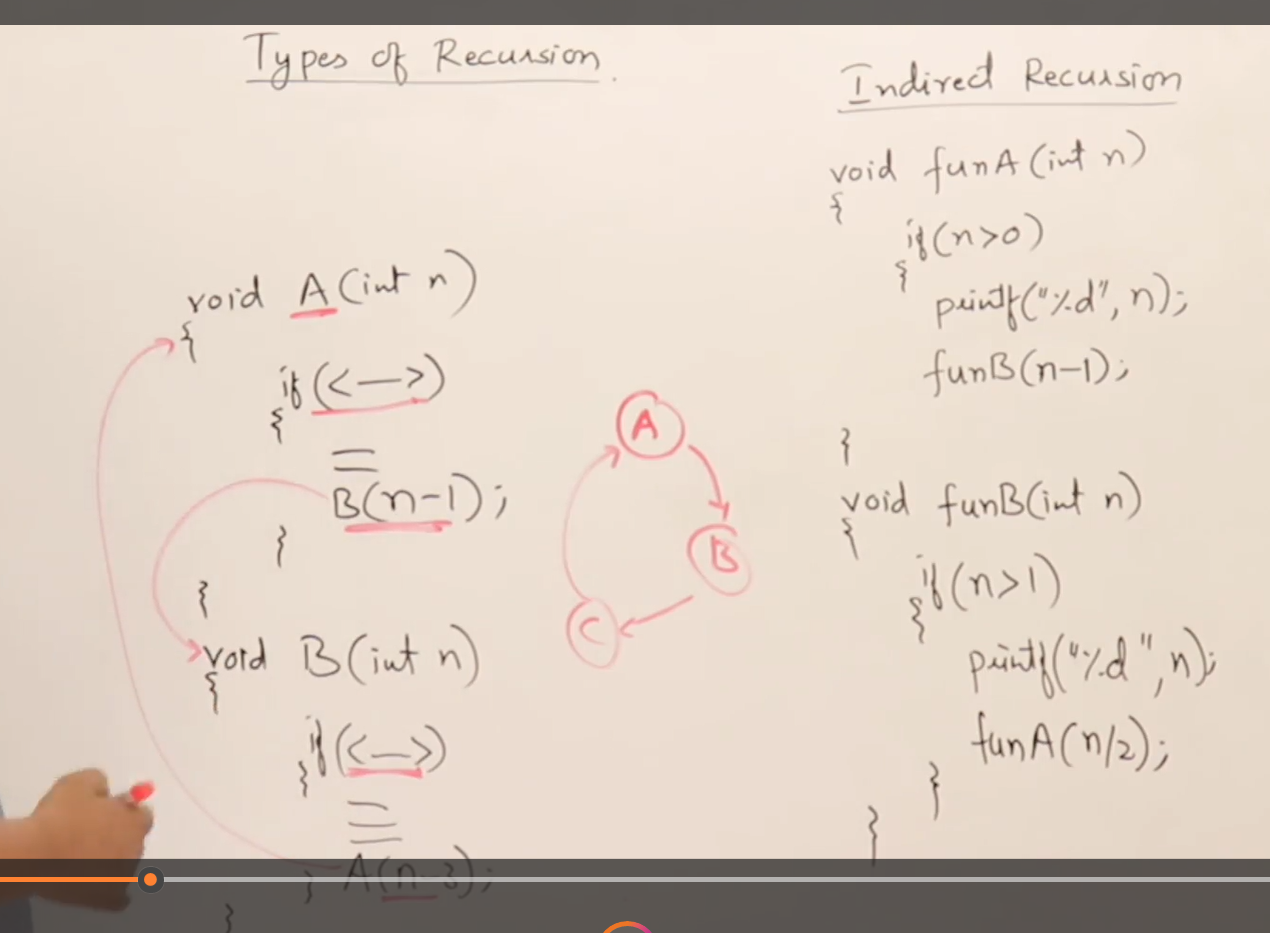 Types of Recursion.
void A(int n)
{
if(<—>)
{
B(n-1);
}
}
void B(int n)
{
if(<—>)
{
A(n-3);
}
}
A
B
C
Indirect Recursion
void funA(int n)
{
if(n>0)
{
printf("%d", n);
funB(n-1);
}
void funB(int n)
{
if(n>1)
{
printf("%d", n);
funA(n/2);
}
}